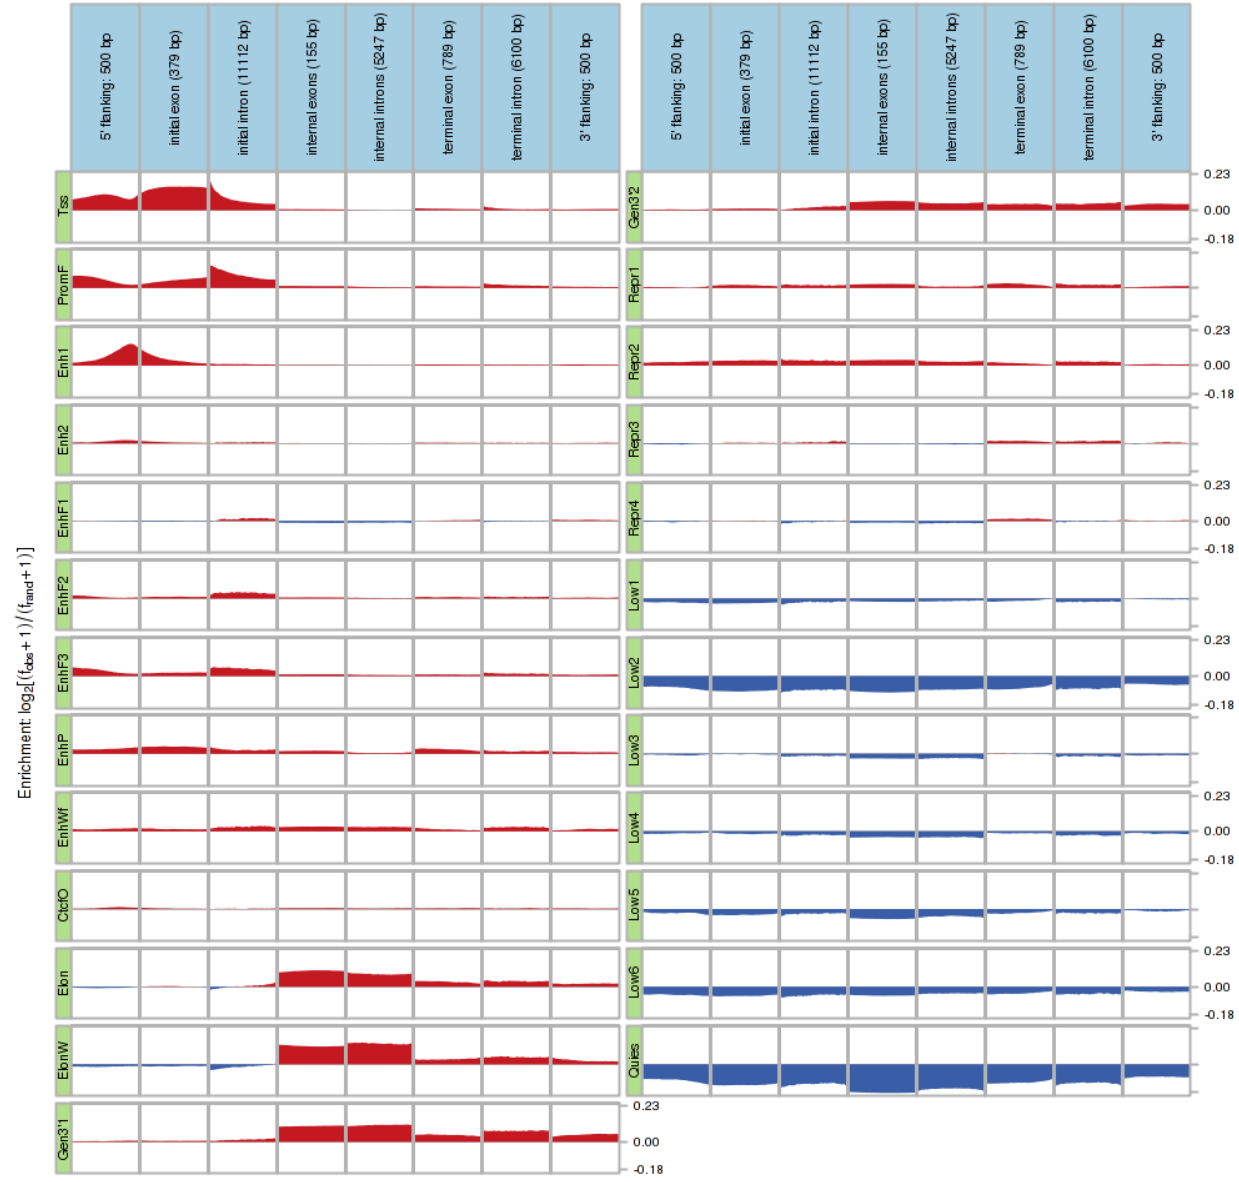 5' flanking: 500 bp
initial exon (379 bp)
initial intron (11112 bp)
internal exons (155 bp)
internal introns (5247 bp)
terminal exon (789 bp)
terminal intron (6100 bp)
3' flanking: 500 bp
5' flanking: 500 bp
initial exon (379 bp)
initial intron (11112 bp)
internal exons (155 bp)
internal introns (5247 bp)
terminal exon (789 bp)
terminal intron (6100 bp)
3' flanking: 500 bp
Enrichment: log2[(fobs+1)/(frand+1)]
Tss
PromF
Enh1
Enh2
EnhF1
EnhF2
EnhF3
EnhP
EnhWf
CtcfO
Elon
ElonW
Gen3'1
0.23
0.00
-0.18
Gen3'2
0.23
0.00
-0.18
Repr1
Repr2
0.23
0.00
-0.18
Repr3
Repr4
0.23
0.00
-0.18
Low1
Low2
0.23
0.00
-0.18
Low3
Low4
0.23
0.00
-0.18
Low5
Low6
0.23
0.00
-0.18
Quies